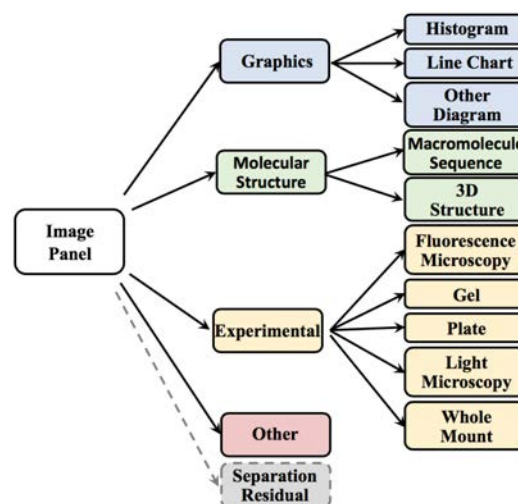 Image
Panel
Graphics
Molecular
Structure
Experimental
Other
Separation
Residual
Histogram
Line Chart
Other
Diagram
Macromolecule
Sequence
3D
Structure
Fluorescence
Microscopy
Gel
Plate
Light
Microscopy
Whole
Mount